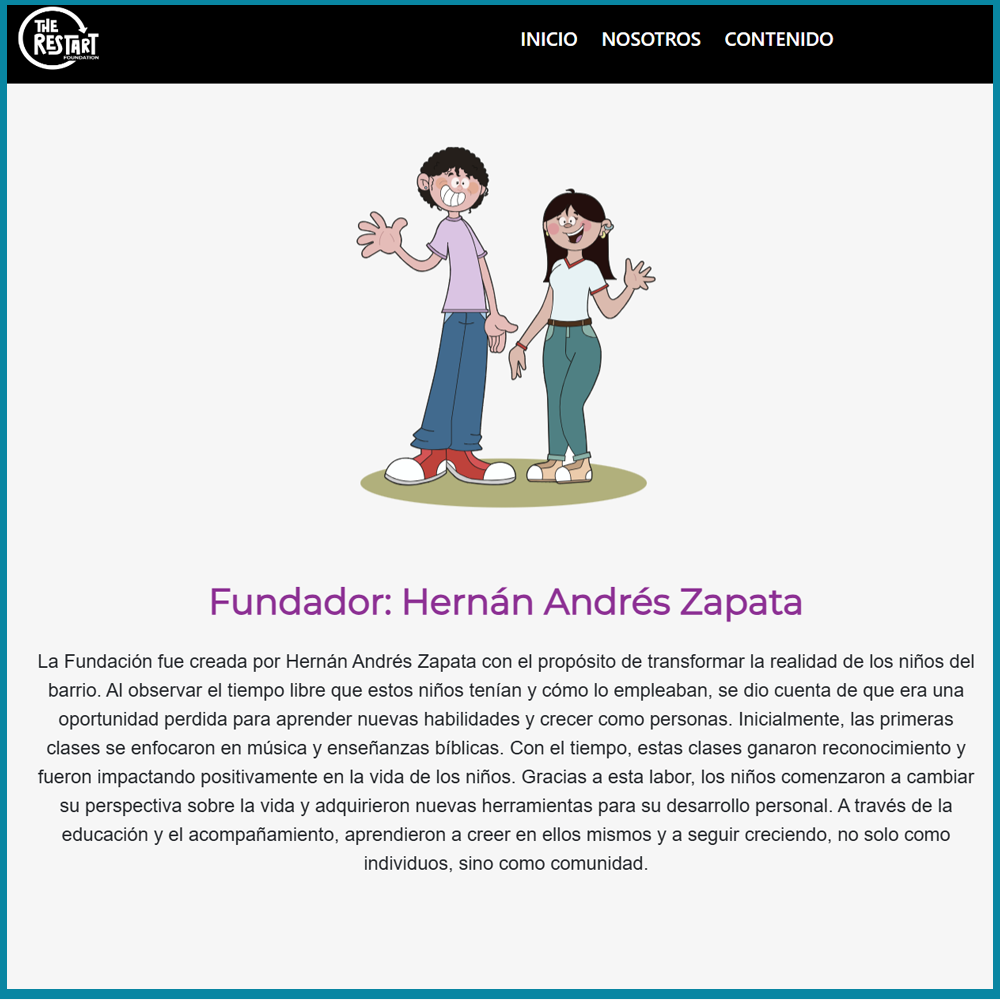 THE
RESTART
FOUNDATION
INICIO NOSOTROS CONTENIDO
Fundador: Hernán Andrés Zapata
La Fundación fue creada por Hernán Andrés Zapata con el propósito de transformar la realidad de los niños del
barrio. Al observar el tiempo libre que estos niños tenían y cómo lo empleaban, se dio cuenta de que era una
oportunidad perdida para aprender nuevas habilidades y crecer como personas. Inicialmente, las primeras
clases se enfocaron en música y enseñanzas bíblicas. Con el tiempo, estas clases ganaron reconocimiento y
fueron impactando positivamente en la vida de los niños. Gracias a esta labor, los niños comenzaron a cambiar
su perspectiva sobre la vida y adquirieron nuevas herramientas para su desarrollo personal. A través de la
educación y el acompañamiento, aprendieron a creer en ellos mismos y a seguir creciendo, no solo como
individuos, sino como comunidad.